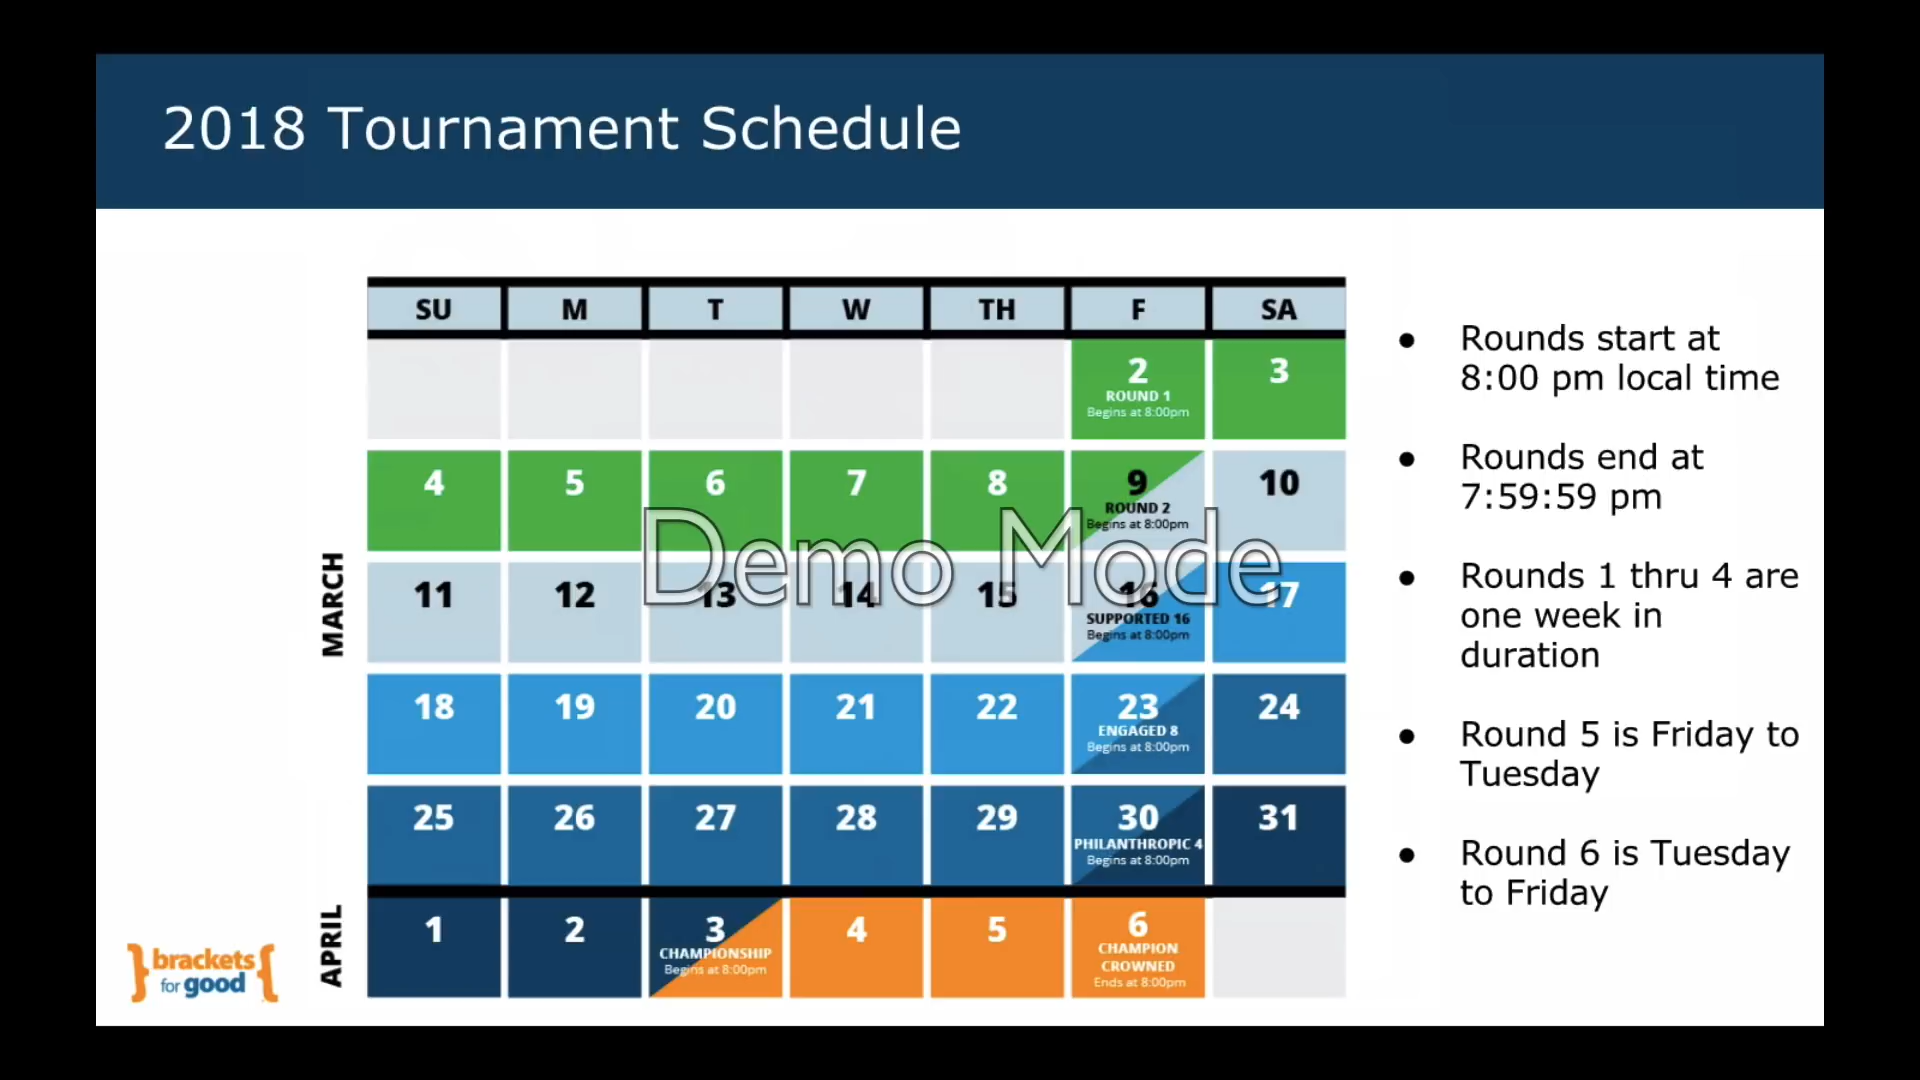 2018 Tournament Schedule
SU M T W TH F SA
2 3
ROUND 1
Begins at 8:00pm
4 5 6 7 8 9 10
ROUND 2
Begins at 8:00pm
Demo Mode
MARCH
11 12 13 14 15 16 17
SUPPORTED 16
Begins at 8:00pm
18 19 20 21 22 23 24
ENGAGED 8
Begins at 8:00pm
25 26 27 28 29 30 31
PHILANTHROPIC 4
Begins at 8:00pm
APRIL
1 2 3 4 5 6
CHAMPIONSHIP
Begins at 8:00pm
CHAMPION
CROWNED
Ends at 8:00pm
● Rounds start at
8:00 pm local time
● Rounds end at
7:59:59 pm
● Rounds 1 thru 4 are
one week in
duration
● Round 5 is Friday to
Tuesday
● Round 6 is Tuesday
to Friday
brackets
for good